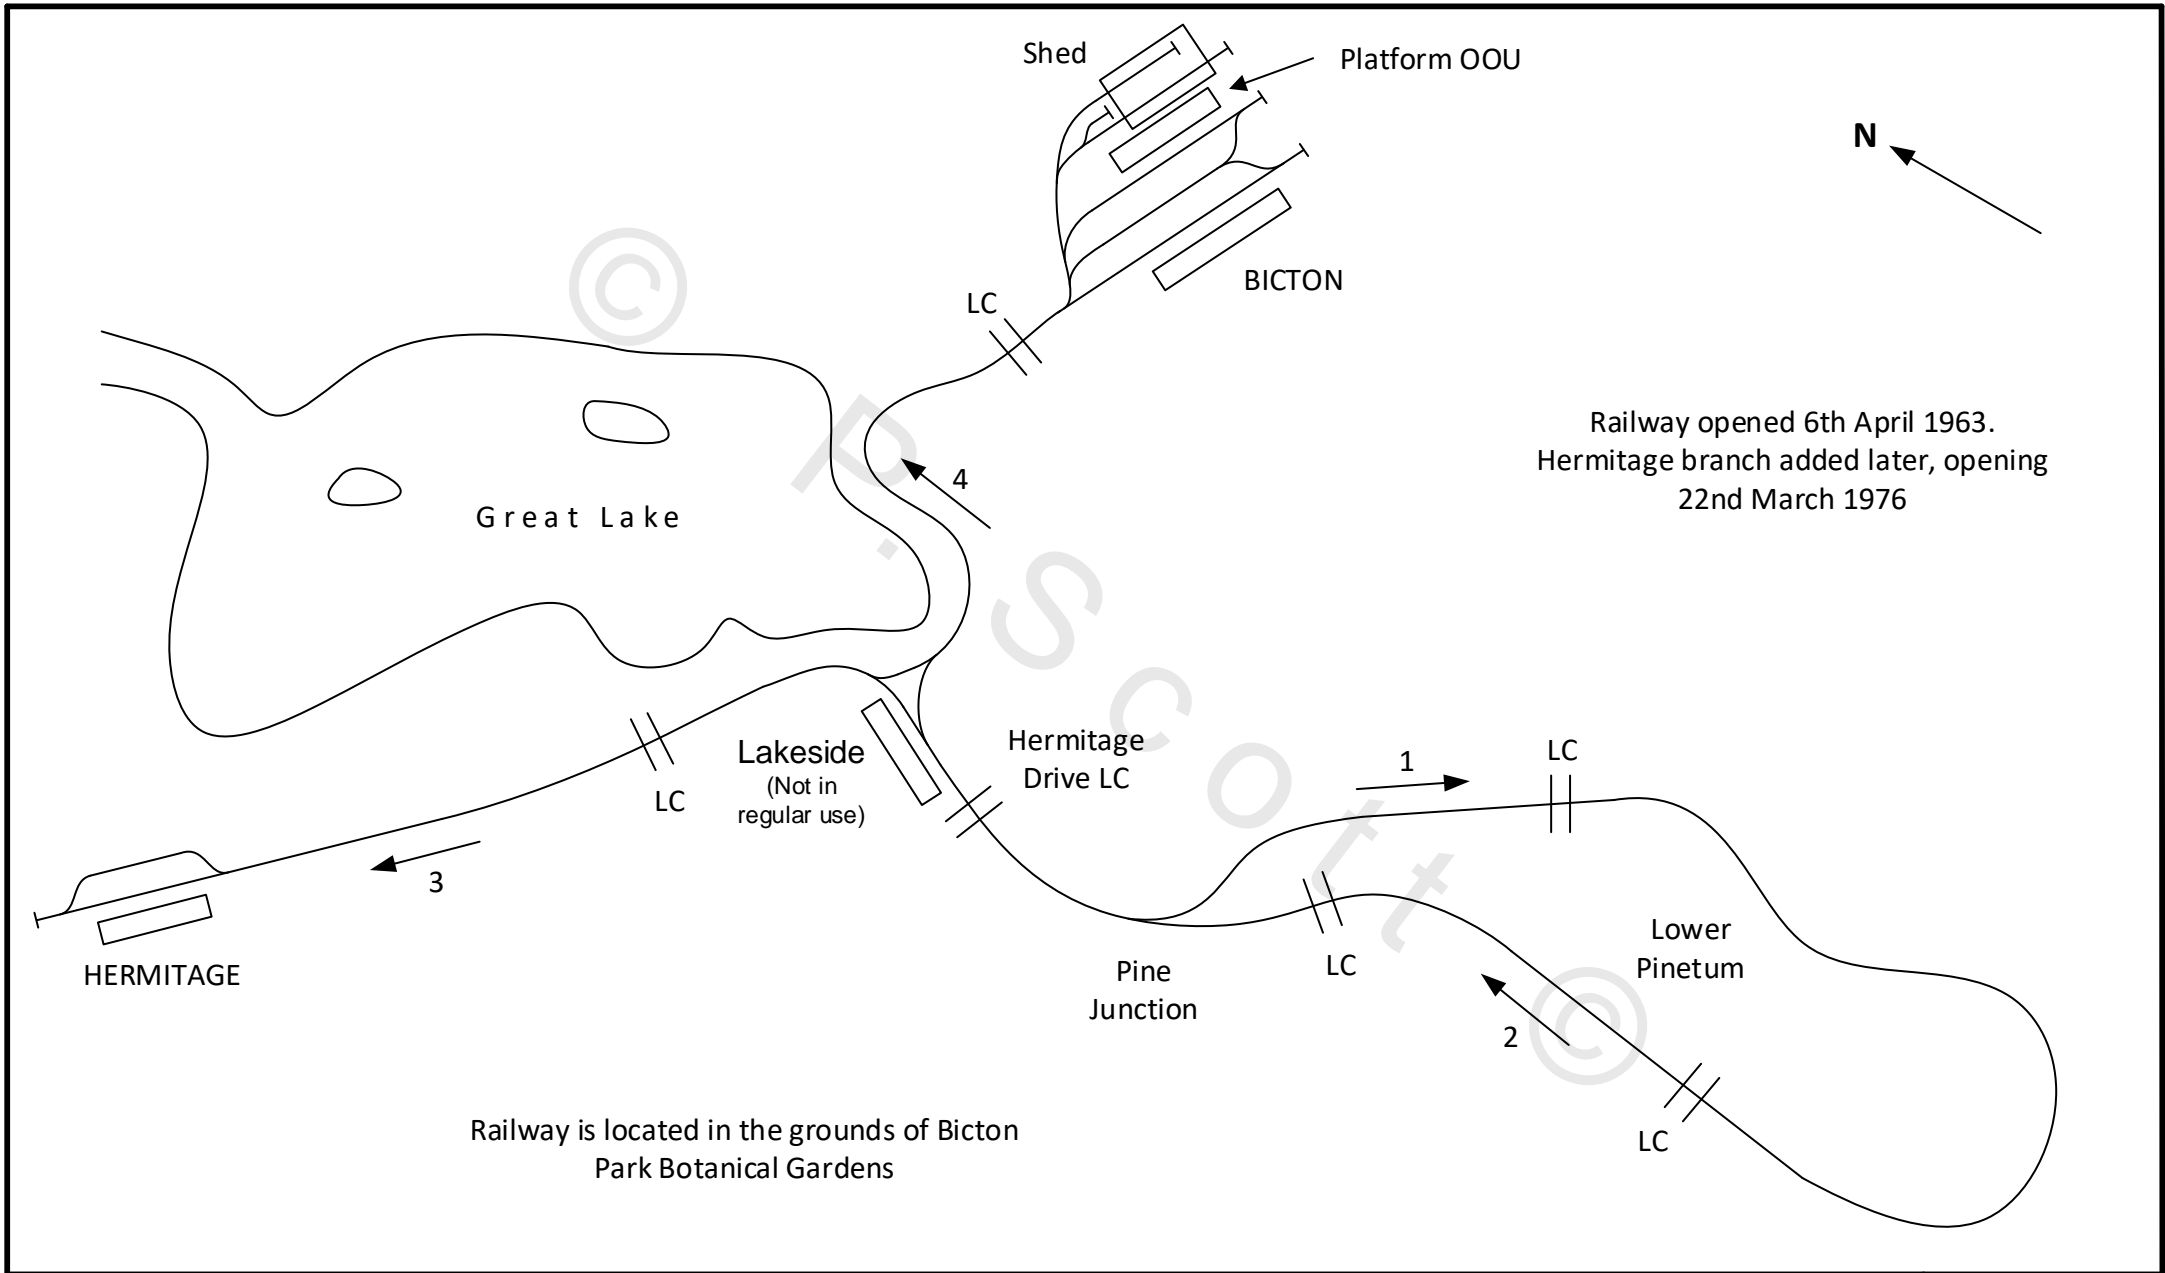 Shed
Platform OOU
N
BICTON
LC
Railway opened 6th April 1963.
Hermitage branch added later, opening
22nd March 1976
4
Great Lake
Hermitage
Drive LC
Lakeside
(Not in
regular use)
LC
1
LC
3
HERMITAGE
Lower
Pinetum
LC
Pine
Junction
2
LC
Railway is located in the grounds of Bicton
Park Botanical Gardens
© P. Scott ©